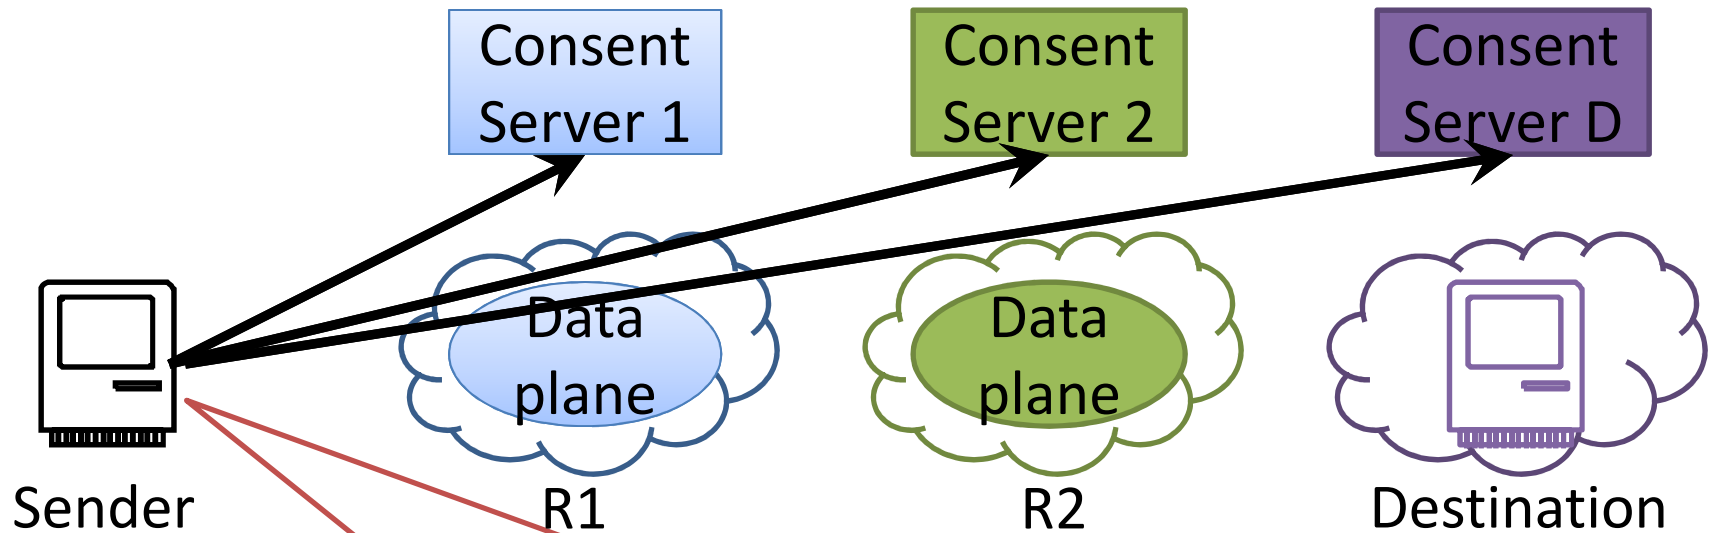 Consent
Server 1
Consent
Server 2
Consent
Server D
Data
plane
Data
plane
Sender
R1
R2
Destination